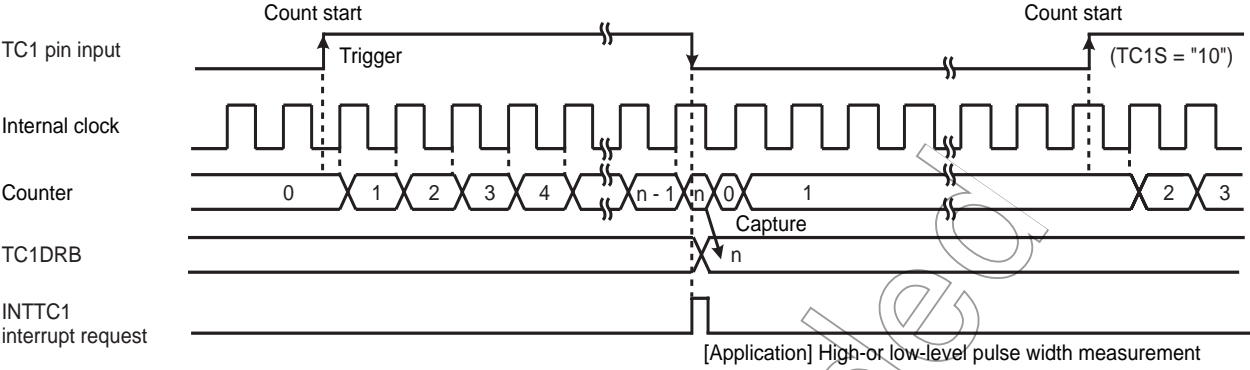 Count start
Count start
TC1 pin input
Trigger
(TC1S = "10")
Internal clock
Counter
0
1
2
3
4
n - 1
n
0
1
2
3
Capture
TC1DRB
n
INTTC1
interrupt request
[Application] High-or low-level pulse width measurement